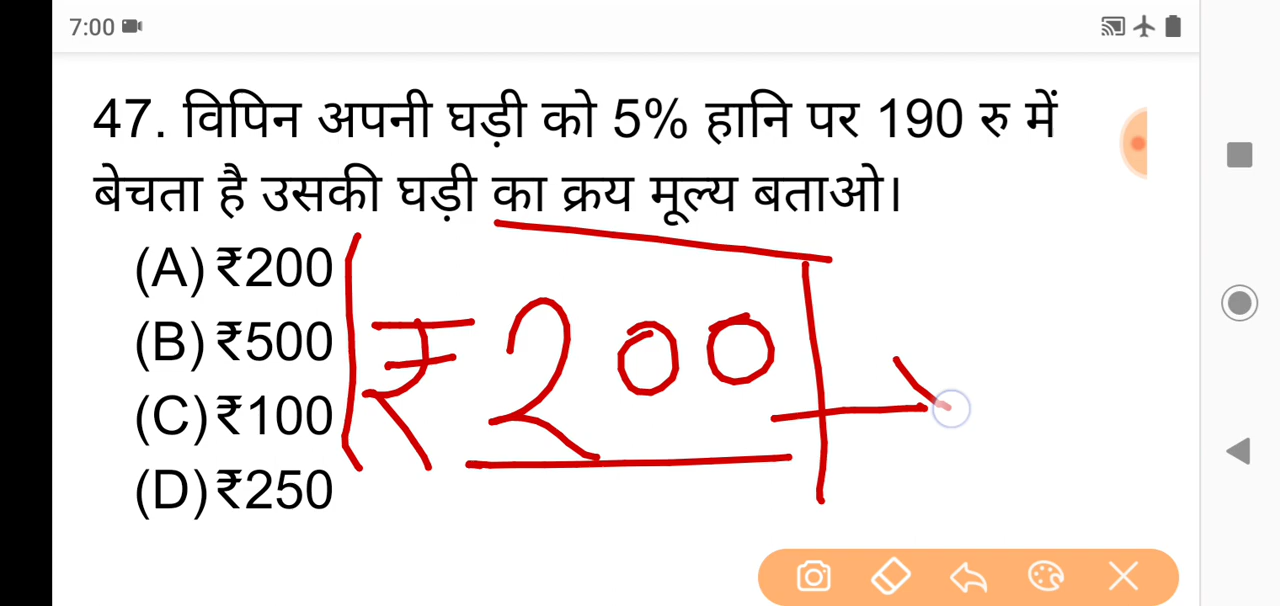 7:00
47. विपिन अपनी घड़ी को 5% हानि पर 190 रु में
बेचता है उसकी घड़ी का क्रय मूल्य बताओ।
(A) ₹200
(B) ₹500
(C) ₹100
(D) ₹250
₹200